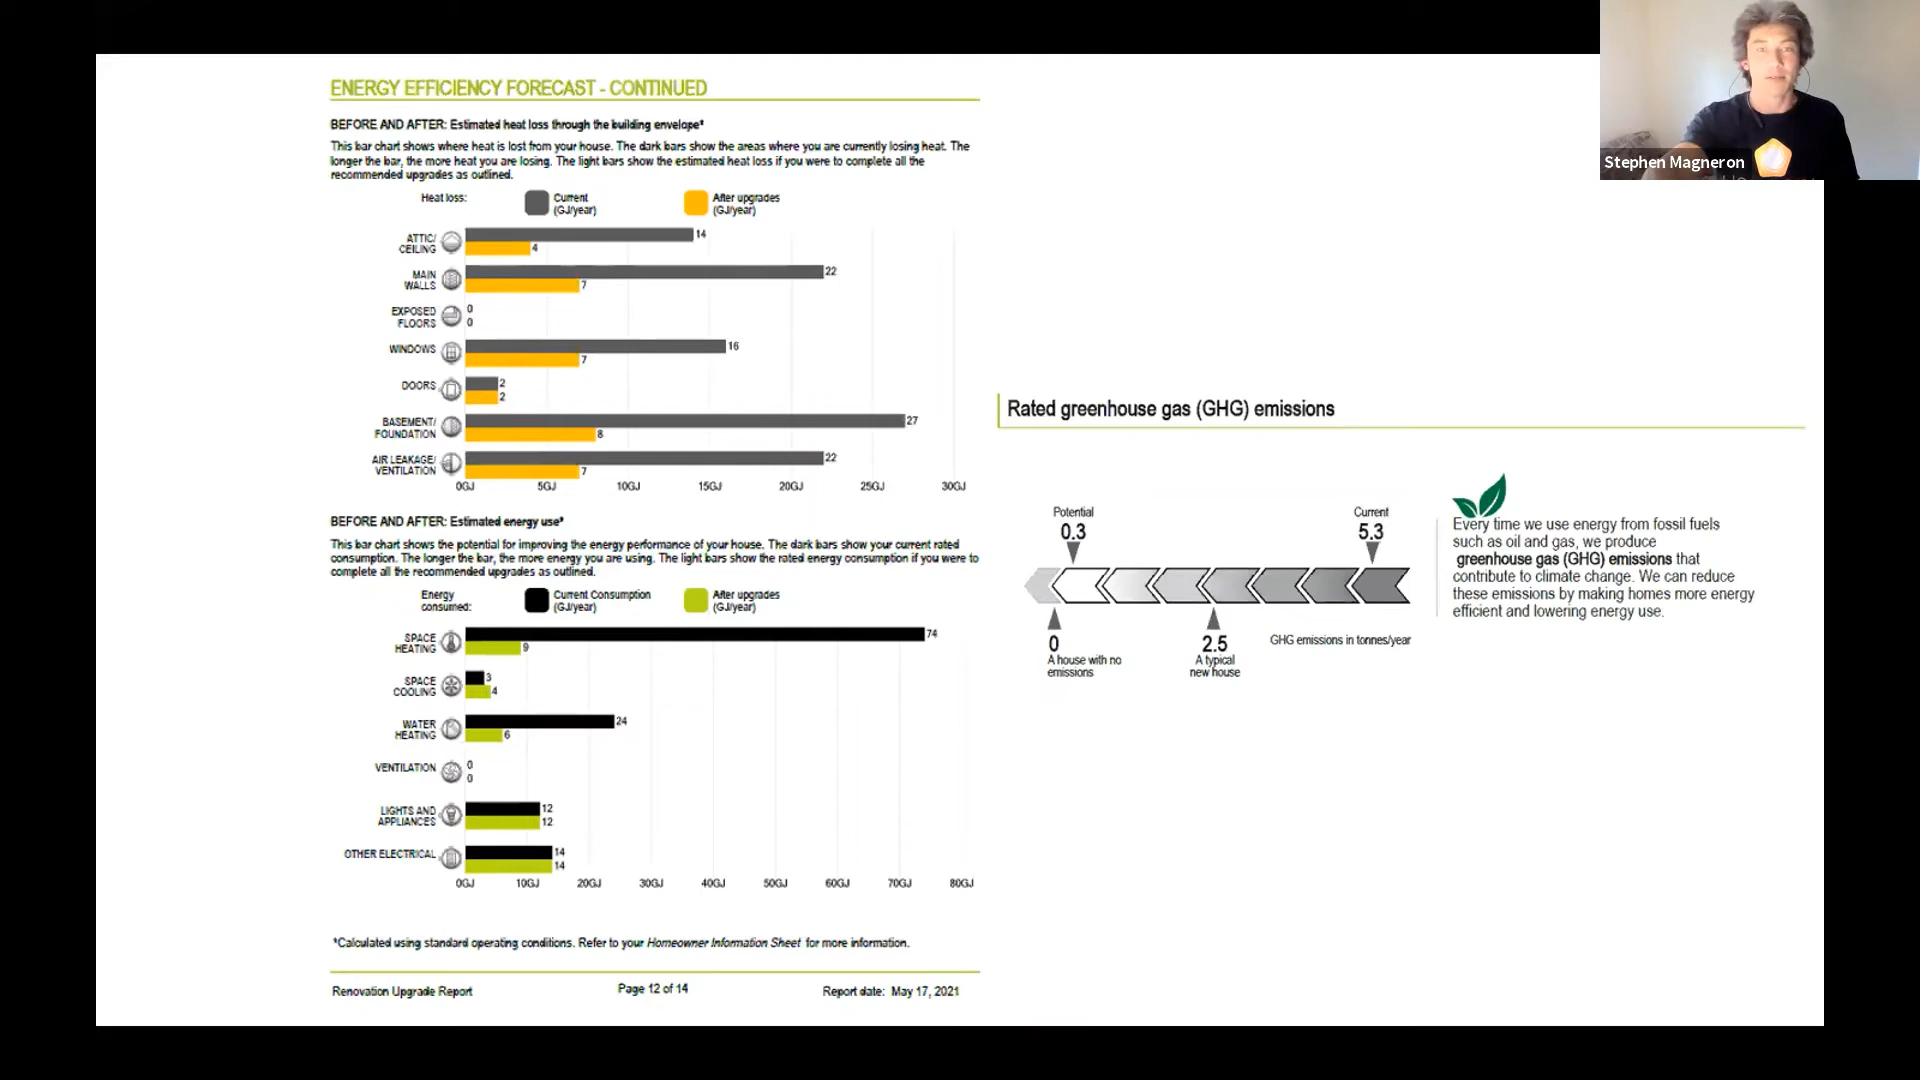 Stephen Magneron
ENERGY EFFICIENCY FORECAST - CONTINUED
BEFORE AND AFTER: Estimated heat loss through the building envelope*
This bar chart shows where heat is lost from your house. The dark bars show the areas where you are currently losing heat. The
longer the bar, the more heat you are losing. The light bars show the estimated heat loss if you were to complete all the
recommended upgrades as outlined.
Heat loss:
Current
(GJ/year)
After upgrades
(GJ/year)
ATTIC/
CEILING
14
4
MAIN
WALLS
22
7
EXPOSED
FLOORS
0
0
WINDOWS
16
7
DOORS
2
2
BASEMENT/
FOUNDATION
27
8
AIR LEAKAGE/
VENTILATION
22
7
0GJ 5GJ 10GJ 15GJ 20GJ 25GJ 30GJ
BEFORE AND AFTER: Estimated energy use*
This bar chart shows the potential for improving the energy performance of your house. The dark bars show your current rated
consumption. The longer the bar, the more energy you are using. The light bars show the rated energy consumption if you were to
complete all the recommended upgrades as outlined.
Energy
consumed:
Current Consumption
(GJ/year)
After upgrades
(GJ/year)
SPACE
HEATING
74
9
SPACE
COOLING
3
4
WATER
HEATING
24
6
VENTILATION
0
0
LIGHTS AND
APPLIANCES
12
12
OTHER ELECTRICAL
14
14
0GJ 10GJ 20GJ 30GJ 40GJ 50GJ 60GJ 70GJ 80GJ
*Calculated using standard operating conditions. Refer to your Homeowner Information Sheet for more information.
Renovation Upgrade Report Page 12 of 14 Report date: May 17, 2021
Rated greenhouse gas (GHG) emissions
Potential
0.3
Current
5.3
0
A house with no
emissions
2.5
A typical
new house
GHG emissions in tonnes/year
Every time we use energy from fossil fuels
such as oil and gas, we produce
greenhouse gas (GHG) emissions that
contribute to climate change. We can reduce
these emissions by making homes more energy
efficient and lowering energy use.